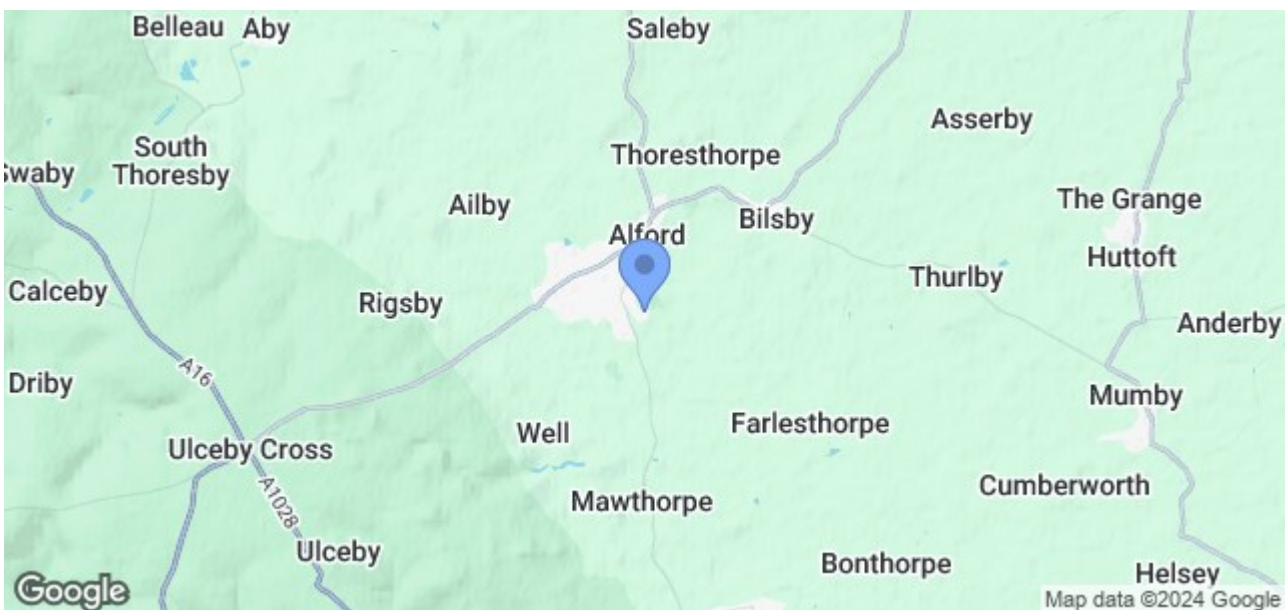 Belleau
Aby
Saleby
Asserby
South
Thoresby
Thoresthorpe
Swaby
Ailby
The Grange
Bilsby
Alford
Huttoft
Thurlby
Calceby
Rigsby
Anderby
A16
Driby
Mumby
Farlesthorpe
Well
Ulceby Cross
A1028
Mawthorpe
Cumberworth
Ulceby
Bonthorpe
Helsey
Google
Map data ©2024 Google